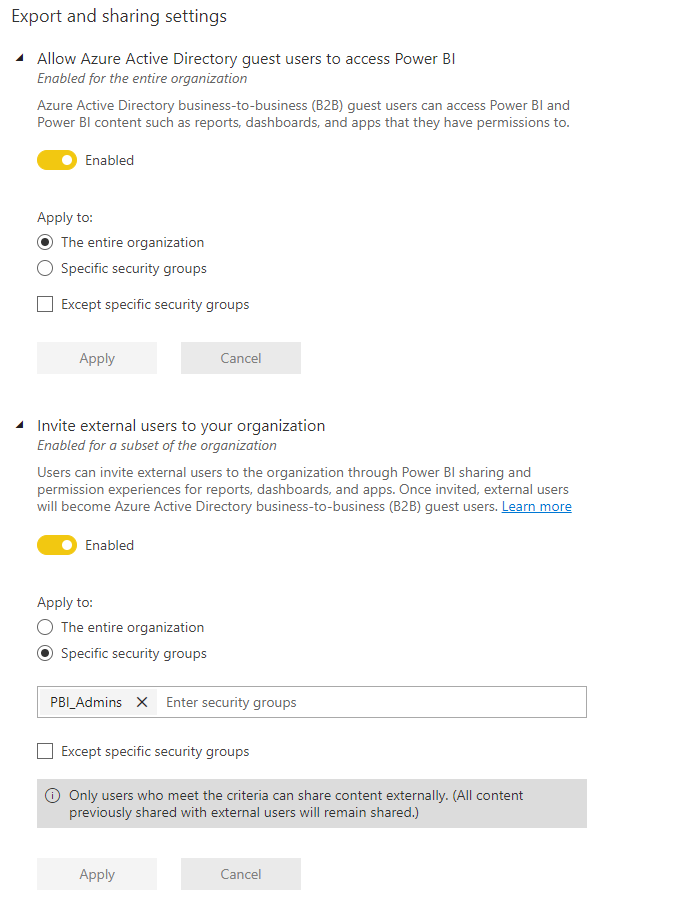 Export and sharing settings
Allow Azure Active Directory guest users to access Power BI
Enabled for the entire organization
Azure Active Directory business-to-business (B2B) guest users can access Power BI and
Power BI content such as reports, dashboards, and apps that they have permissions to.
Enabled
Apply to:
The entire organization
Specific security groups
Except specific security groups
Apply Cancel
Invite external users to your organization
Enabled for a subset of the organization
Users can invite external users to the organization through Power BI sharing and
permission experiences for reports, dashboards, and apps. Once invited, external users
will become Azure Active Directory business-to-business (B2B) guest users. Learn more
Enabled
Apply to:
The entire organization
Specific security groups
PBI_Admins Enter security groups
Except specific security groups
Only users who meet the criteria can share content externally. (All content
previously shared with external users will remain shared.)
Apply Cancel